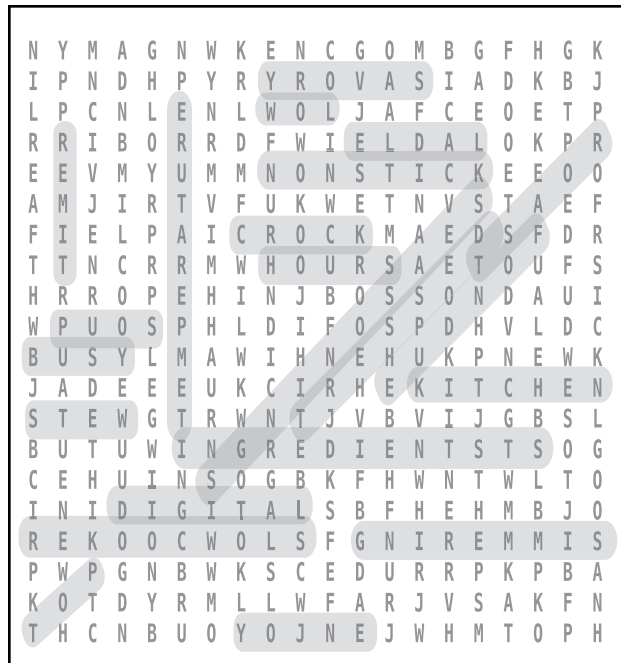 N Y M A G N W K E N C G O M B G F H G K
I P N D H P Y R Y R O V A S I A D K B J
L P C N L E N L W O L J A F C E O E T P
R R I B O R R D F W I E L D A L O K P R
E E V M Y U M M N O N S T I C K E E O O
A M J I R T V F U K W E T N V S T A E F
F I E L P A I C R O C K M A E D S F D R
T T N C R R M W H O U R S A E T O U F S
H R R O P E H I N J B O S S O N D A U I
W P U O S P H L D I F O S P D H V L D C
B U S Y L M A W I H N E H U K P N E W K
J A D E E E U K C I R H E K I T C H E N
S T E W G T R W N T J V B V I J G B S L
B U T U W I N G R E D I E N T S T S O G
C E H U I N S O G B K F H W N T W L T O
I N I D I G I T A L S B F H E H M B J O
R E K O O C W O L S F G N I R E M M I S
P W P G N B W K S C E D U R R P K P B A
K O T D Y R M L L W F A R J V S A K F N
T H C N B U O Y O J N E J W H M T O P H